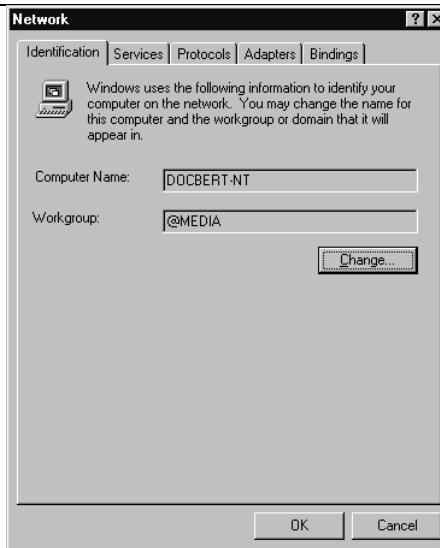 Network
Identification Services Protocols Adapters Bindings
Windows uses the following information to identify your
computer on the network. You may change the name for
this computer and the workgroup or domain that it will
appear in.
Computer Name: DOCBERT-NT
Workgroup: @MEDIA
Change...
OK Cancel